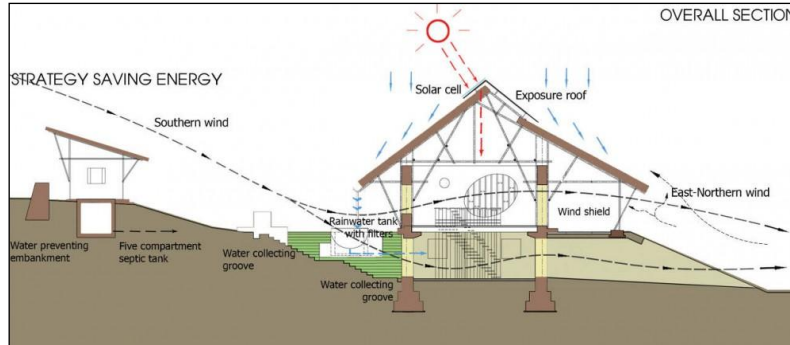 OVERALL SECTION
STRATEGY SAVING ENERGY
Solar cell
Exposure roof
Southern wind
East-Northern wind
Rainwater tank
with filters
Wind shield
Water preventing
embankment
Five compartment
septic tank
Water collecting
groove
Water collecting
groove